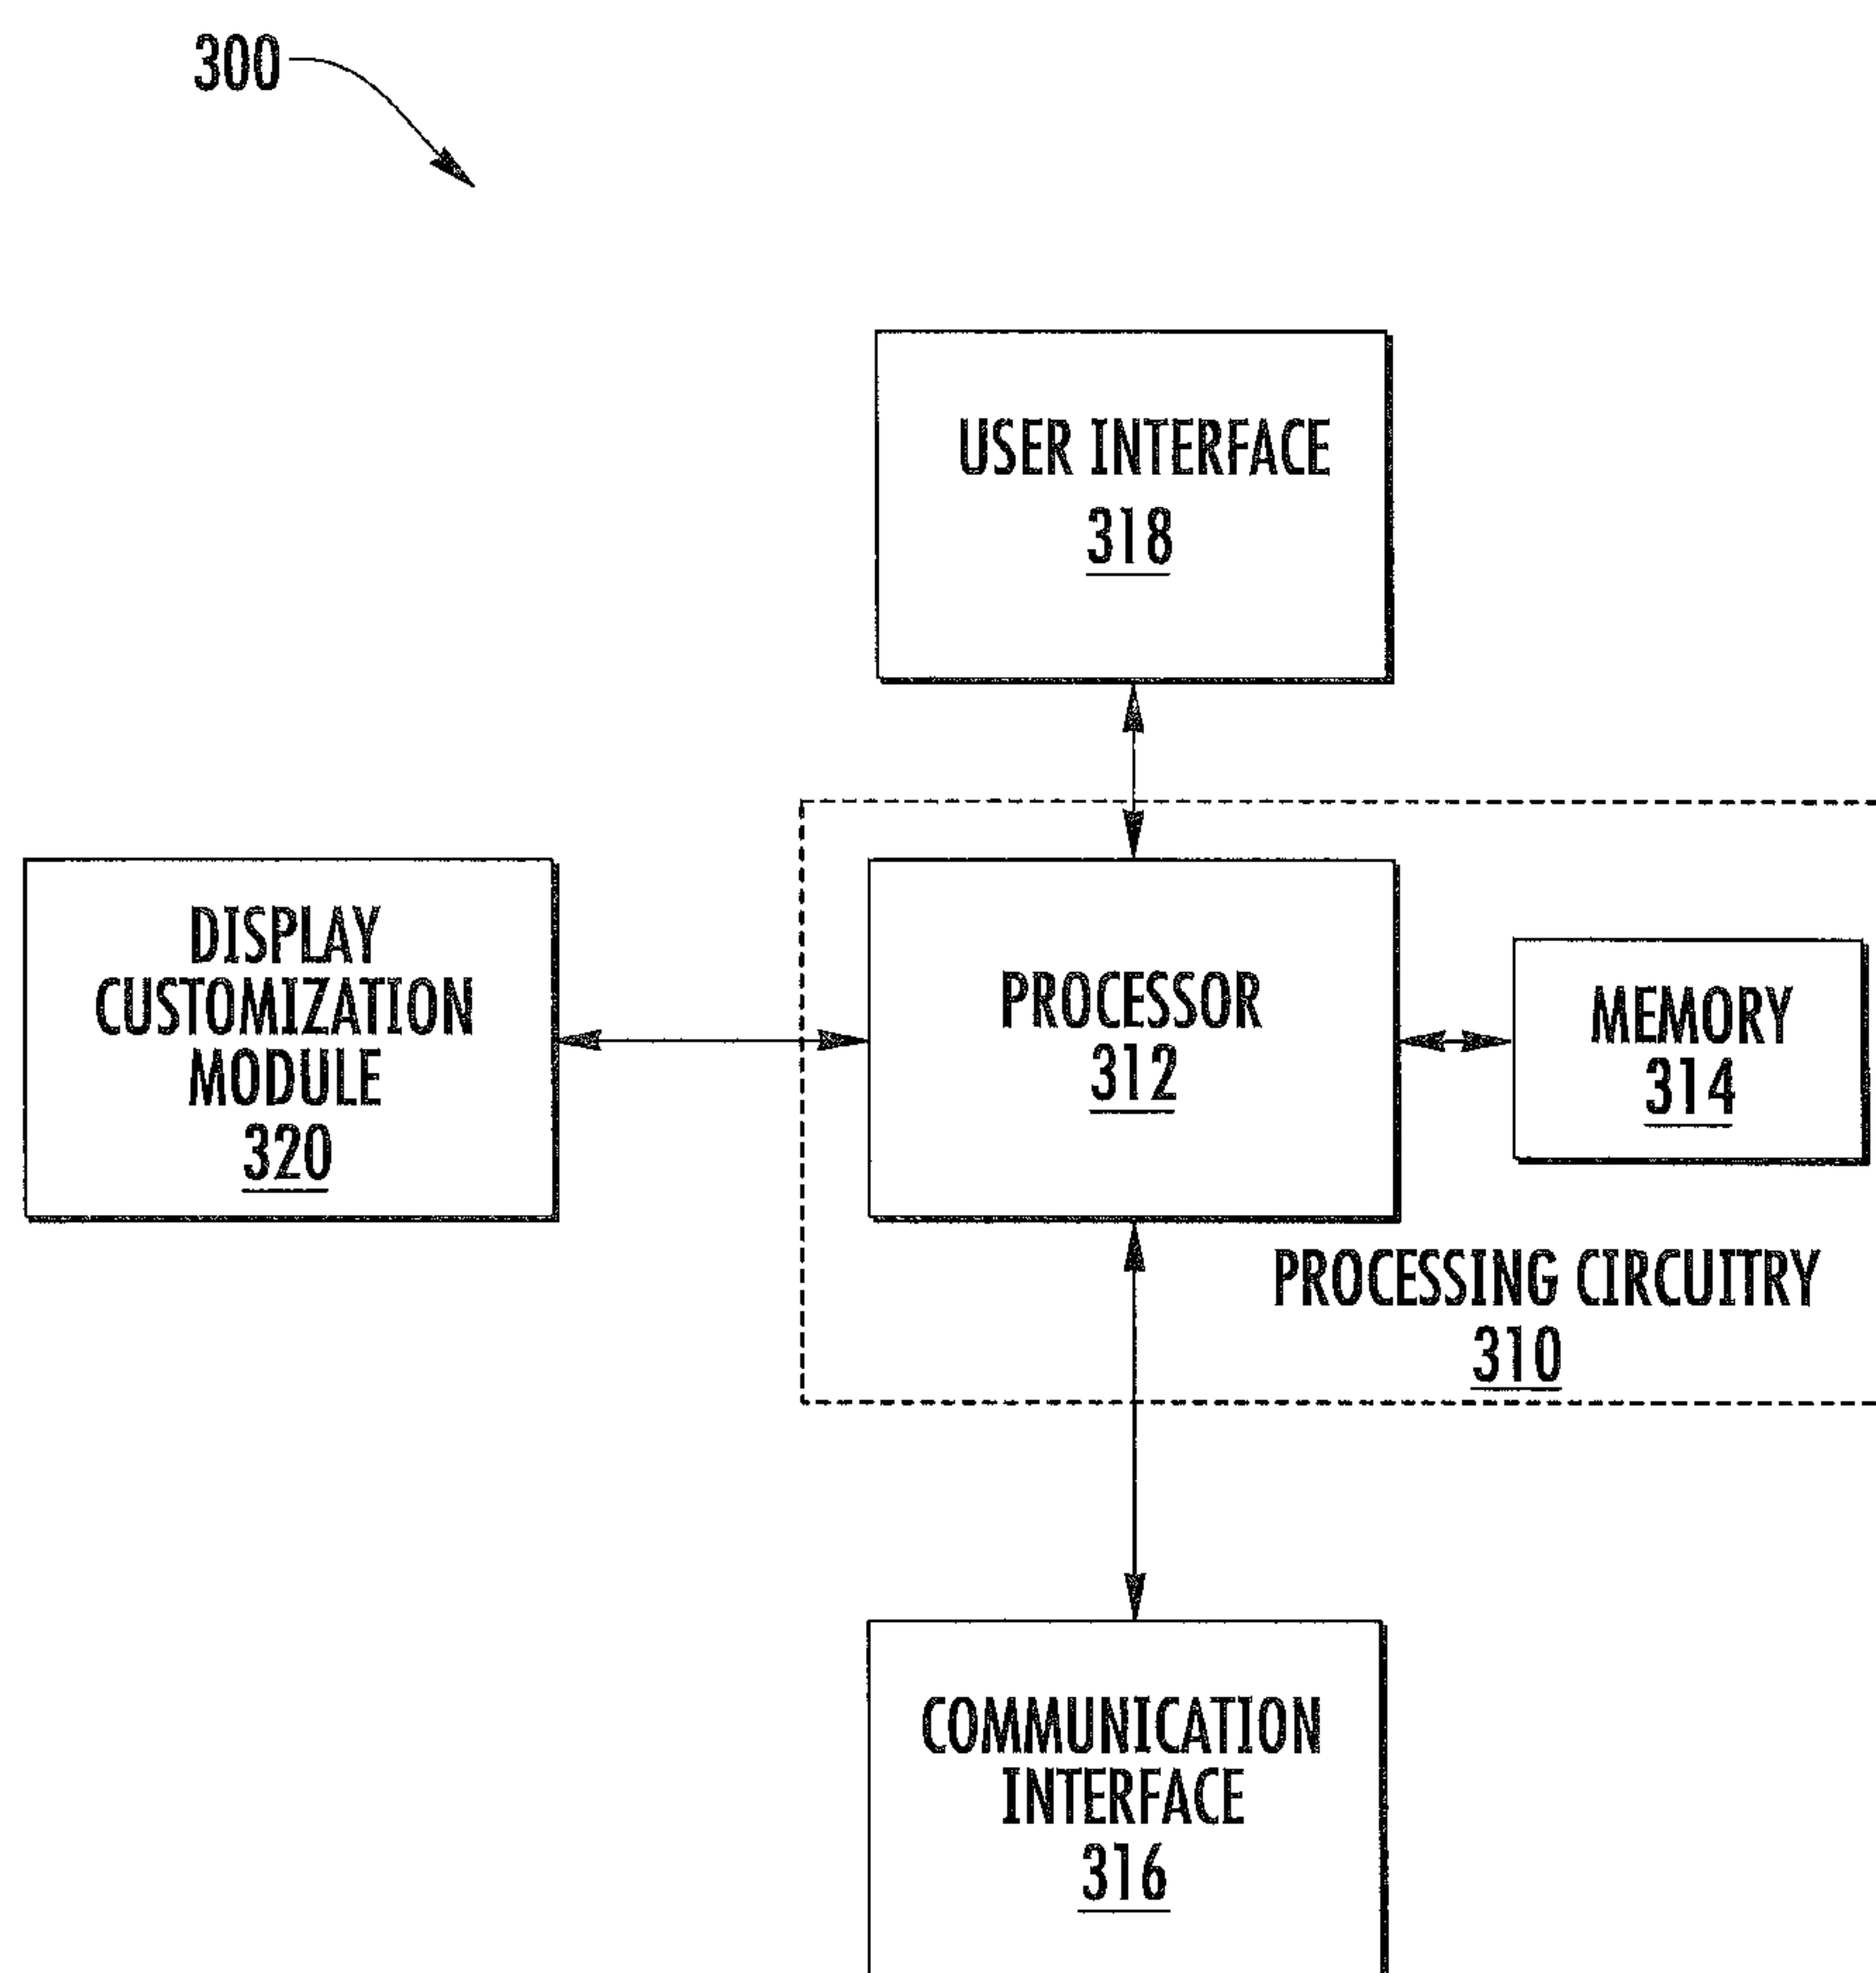 300
USER INTERFACE
318
DISPLAY
CUSTOMIZATION
MODULE
320
PROCESSOR
312
MEMORY
314
PROCESSING CIRCUITRY
310
COMMUNICATION
INTERFACE
316